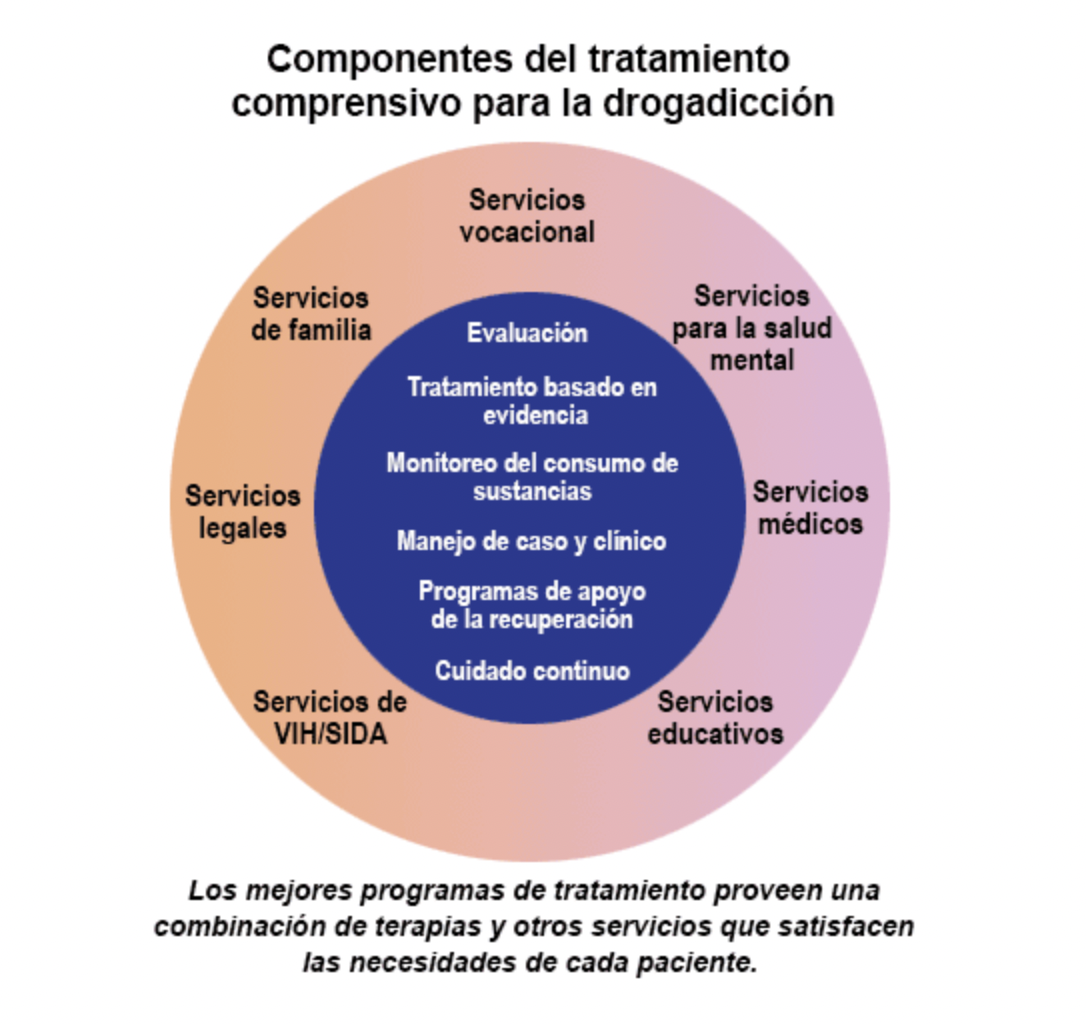 Componentes del tratamiento
comprensivo para la drogadicción
Servicios
vocacional
Servicios
de familia
Servicios
para la salud
mental
Evaluación
Tratamiento basado en
evidencia
Monitoreo del consumo de
sustancias
Manejo de caso y clínico
Programas de apoyo
de la recuperación
Cuidado continuo
Servicios
legales
Servicios
médicos
Servicios de
VIH/SIDA
Servicios
educativos
Los mejores programas de tratamiento proveen una
combinación de terapias y otros servicios que satisfacen
las necesidades de cada paciente.